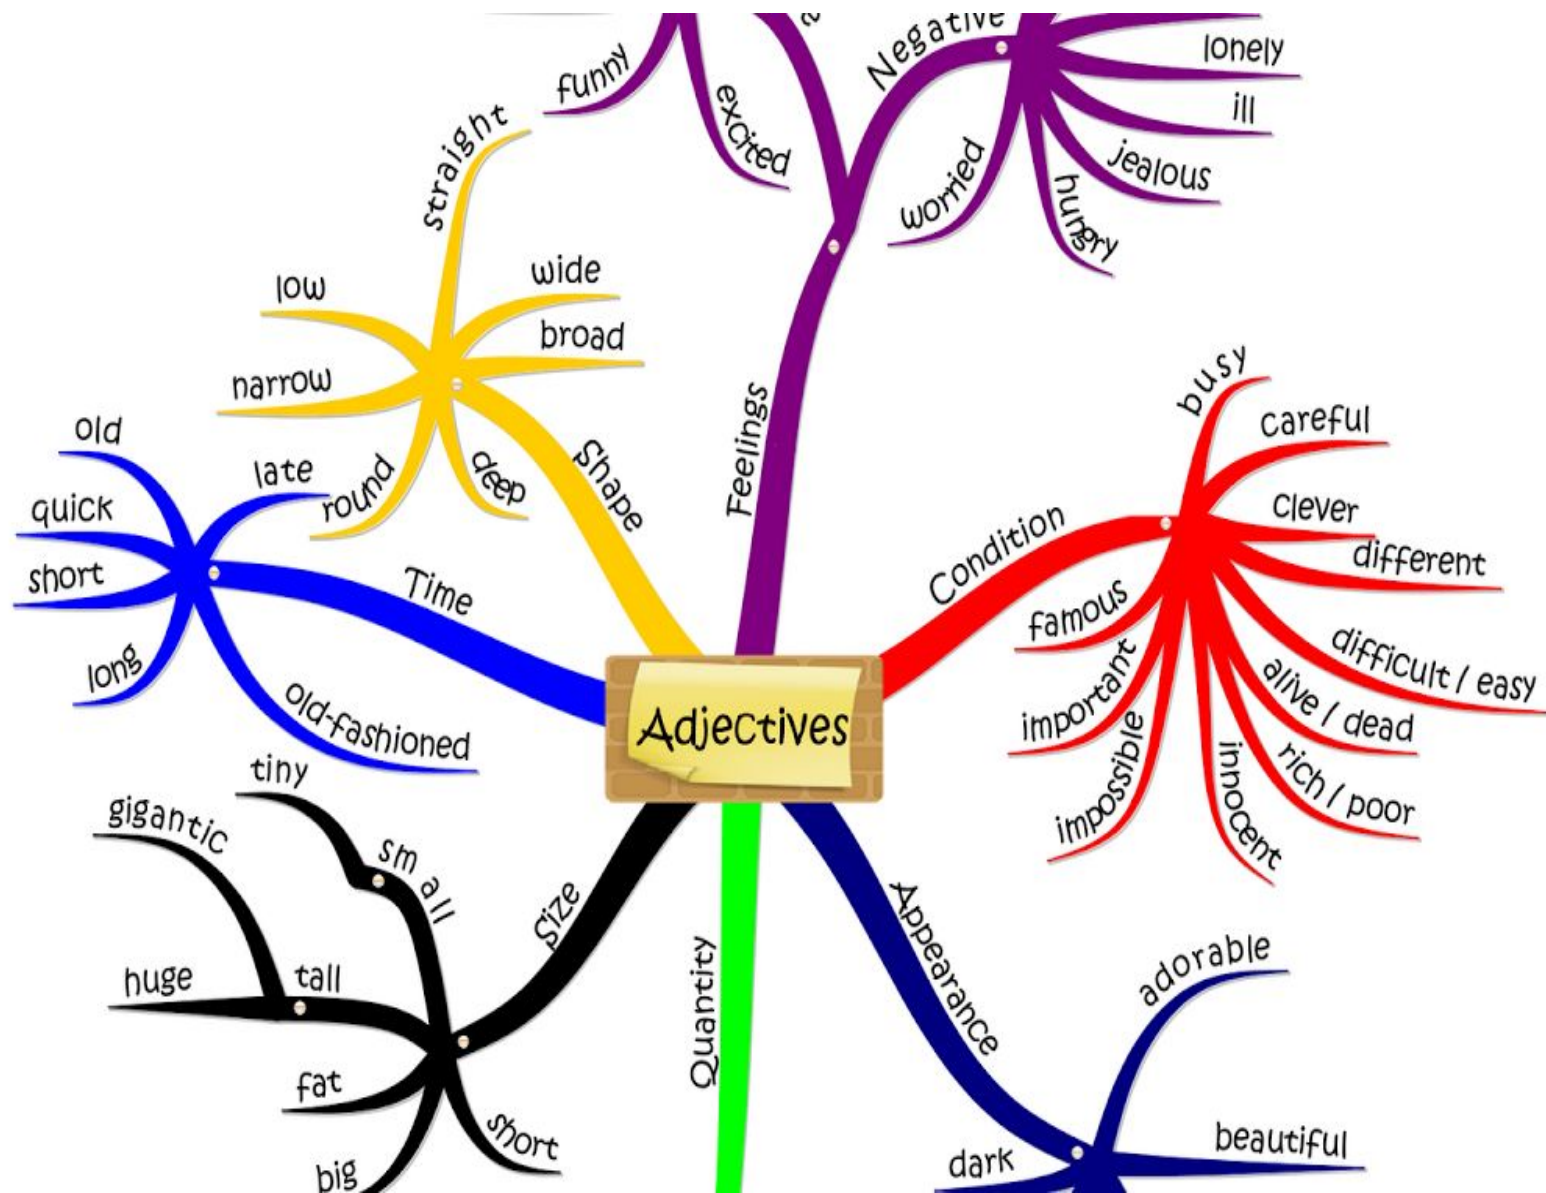 Adjectives
Feelings
funny
excited
Negative
lonely
ill
jealous
hungry
worried
Shape
straight
wide
broad
low
narrow
round
deep
Time
old
quick
short
long
late
old-fashioned
Condition
busy
careful
clever
different
difficult / easy
alive / dead
rich / poor
innocent
impossible
important
famous
Size
small
tiny
tall
gigantic
huge
fat
big
short
Quantity
Appearance
adorable
beautiful
dark